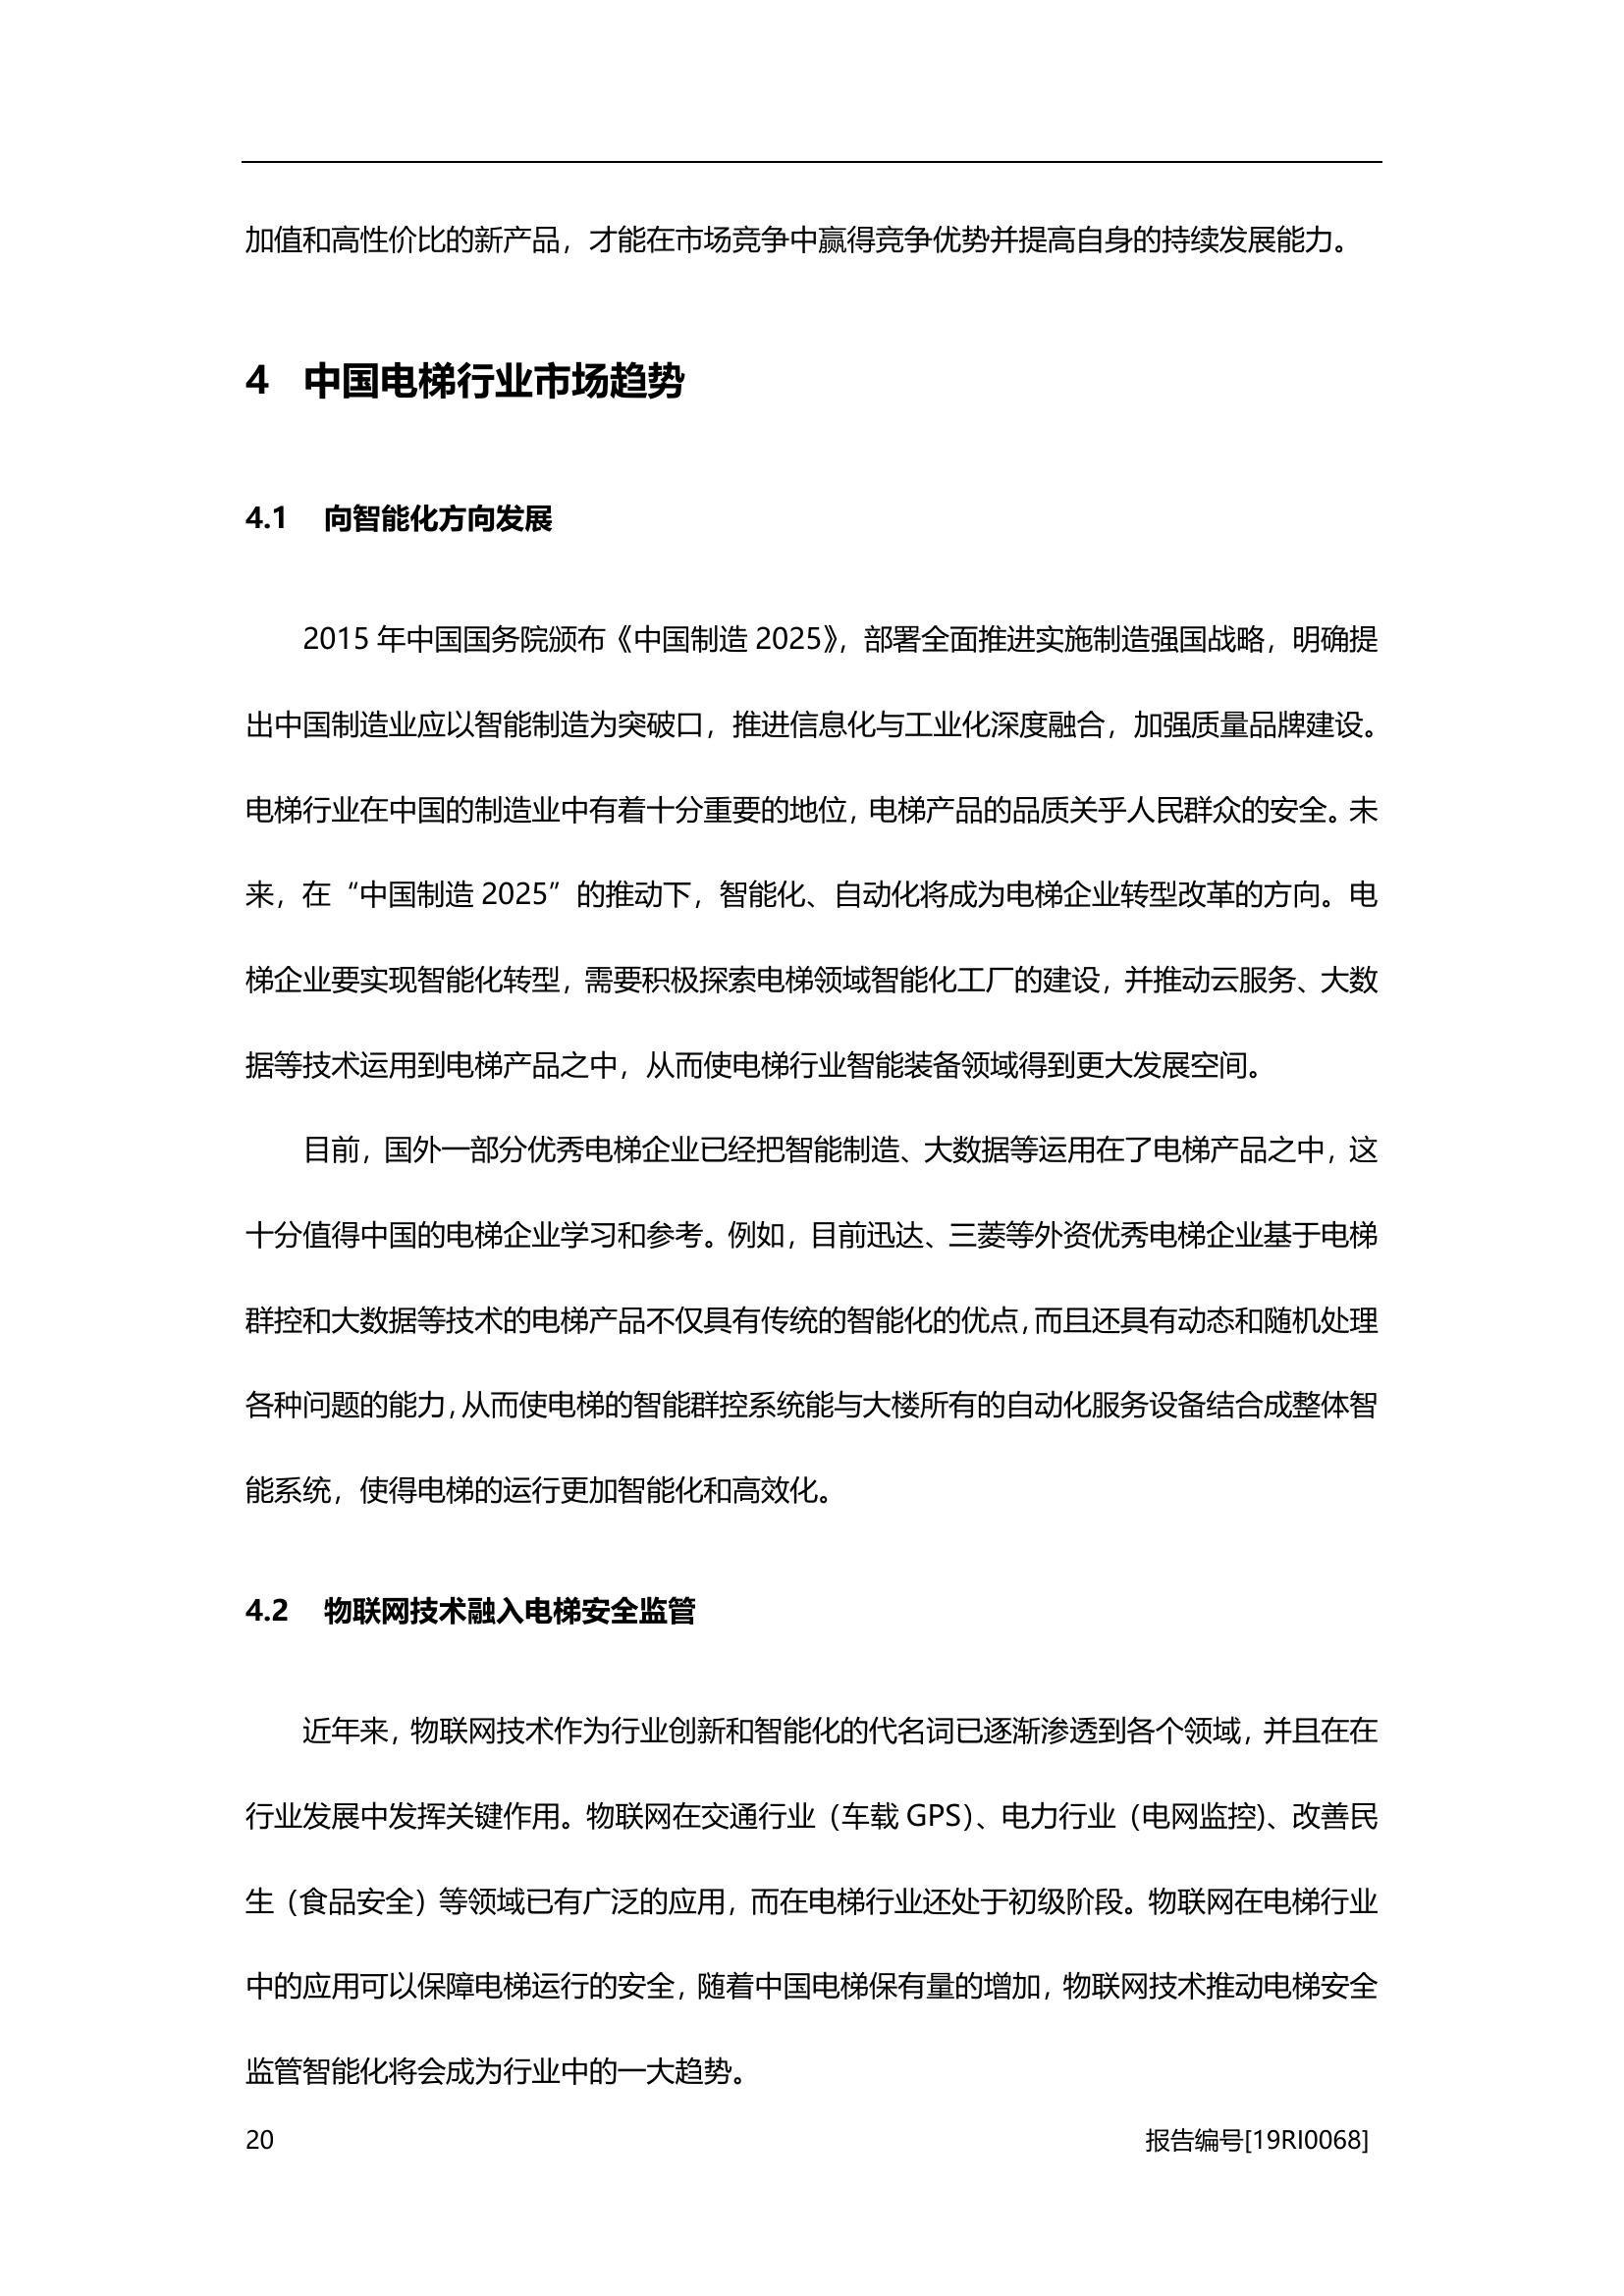 加值和高性价比的新产品，才能在市场竞争中赢得竞争优势并提高自身的持续发展能力。
4 中国电梯行业市场趋势
4.1 向智能化方向发展
2015 年中国国务院颁布《中国制造 2025》，部署全面推进实施制造强国战略，明确提
出中国制造业应以智能制造为突破口，推进信息化与工业化深度融合，加强质量品牌建设。
电梯行业在中国的制造业中有着十分重要的地位，电梯产品的品质关乎人民群众的安全。未
来，在“中国制造 2025”的推动下，智能化、自动化将成为电梯企业转型改革的方向。电
梯企业要实现智能化转型，需要积极探索电梯领域智能化工厂的建设，并推动云服务、大数
据等技术运用到电梯产品之中，从而使电梯行业智能装备领域得到更大发展空间。
目前，国外一部分优秀电梯企业已经把智能制造、大数据等运用在了电梯产品之中，这
十分值得中国的电梯企业学习和参考。例如，目前迅达、三菱等外资优秀电梯企业基于电梯
群控和大数据等技术的电梯产品不仅具有传统的智能化的优点，而且还具有动态和随机处理
各种问题的能力，从而使电梯的智能群控系统能与大楼所有的自动化服务设备结合成整体智
能系统，使得电梯的运行更加智能化和高效化。
4.2 物联网技术融入电梯安全监管
近年来，物联网技术作为行业创新和智能化的代名词已逐渐渗透到各个领域，并且在在
行业发展中发挥关键作用。物联网在交通行业（车载 GPS）、电力行业（电网监控）、改善民
生（食品安全）等领域已有广泛的应用，而在电梯行业还处于初级阶段。物联网在电梯行业
中的应用可以保障电梯运行的安全，随着中国电梯保有量的增加，物联网技术推动电梯安全
监管智能化将会成为行业中的一大趋势。
20 报告编号[19RI0068]